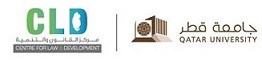 CLD
مركز القانون والتنمية
CENTRE FOR LAW & DEVELOPMENT
جامعة قطر
QATAR UNIVERSITY